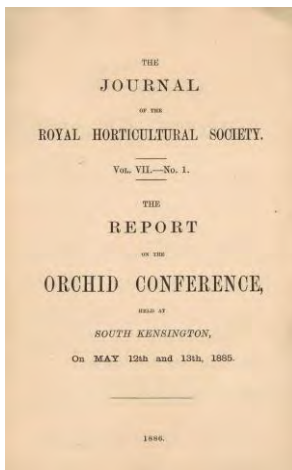 THE
JOURNAL
OF THE
ROYAL HORTICULTURAL SOCIETY.
VOL. VII.—No. 1.
THE
REPORT
ON THE
ORCHID CONFERENCE,
HELD AT
SOUTH KENSINGTON,
On MAY 12th and 13th, 1885.
1886.